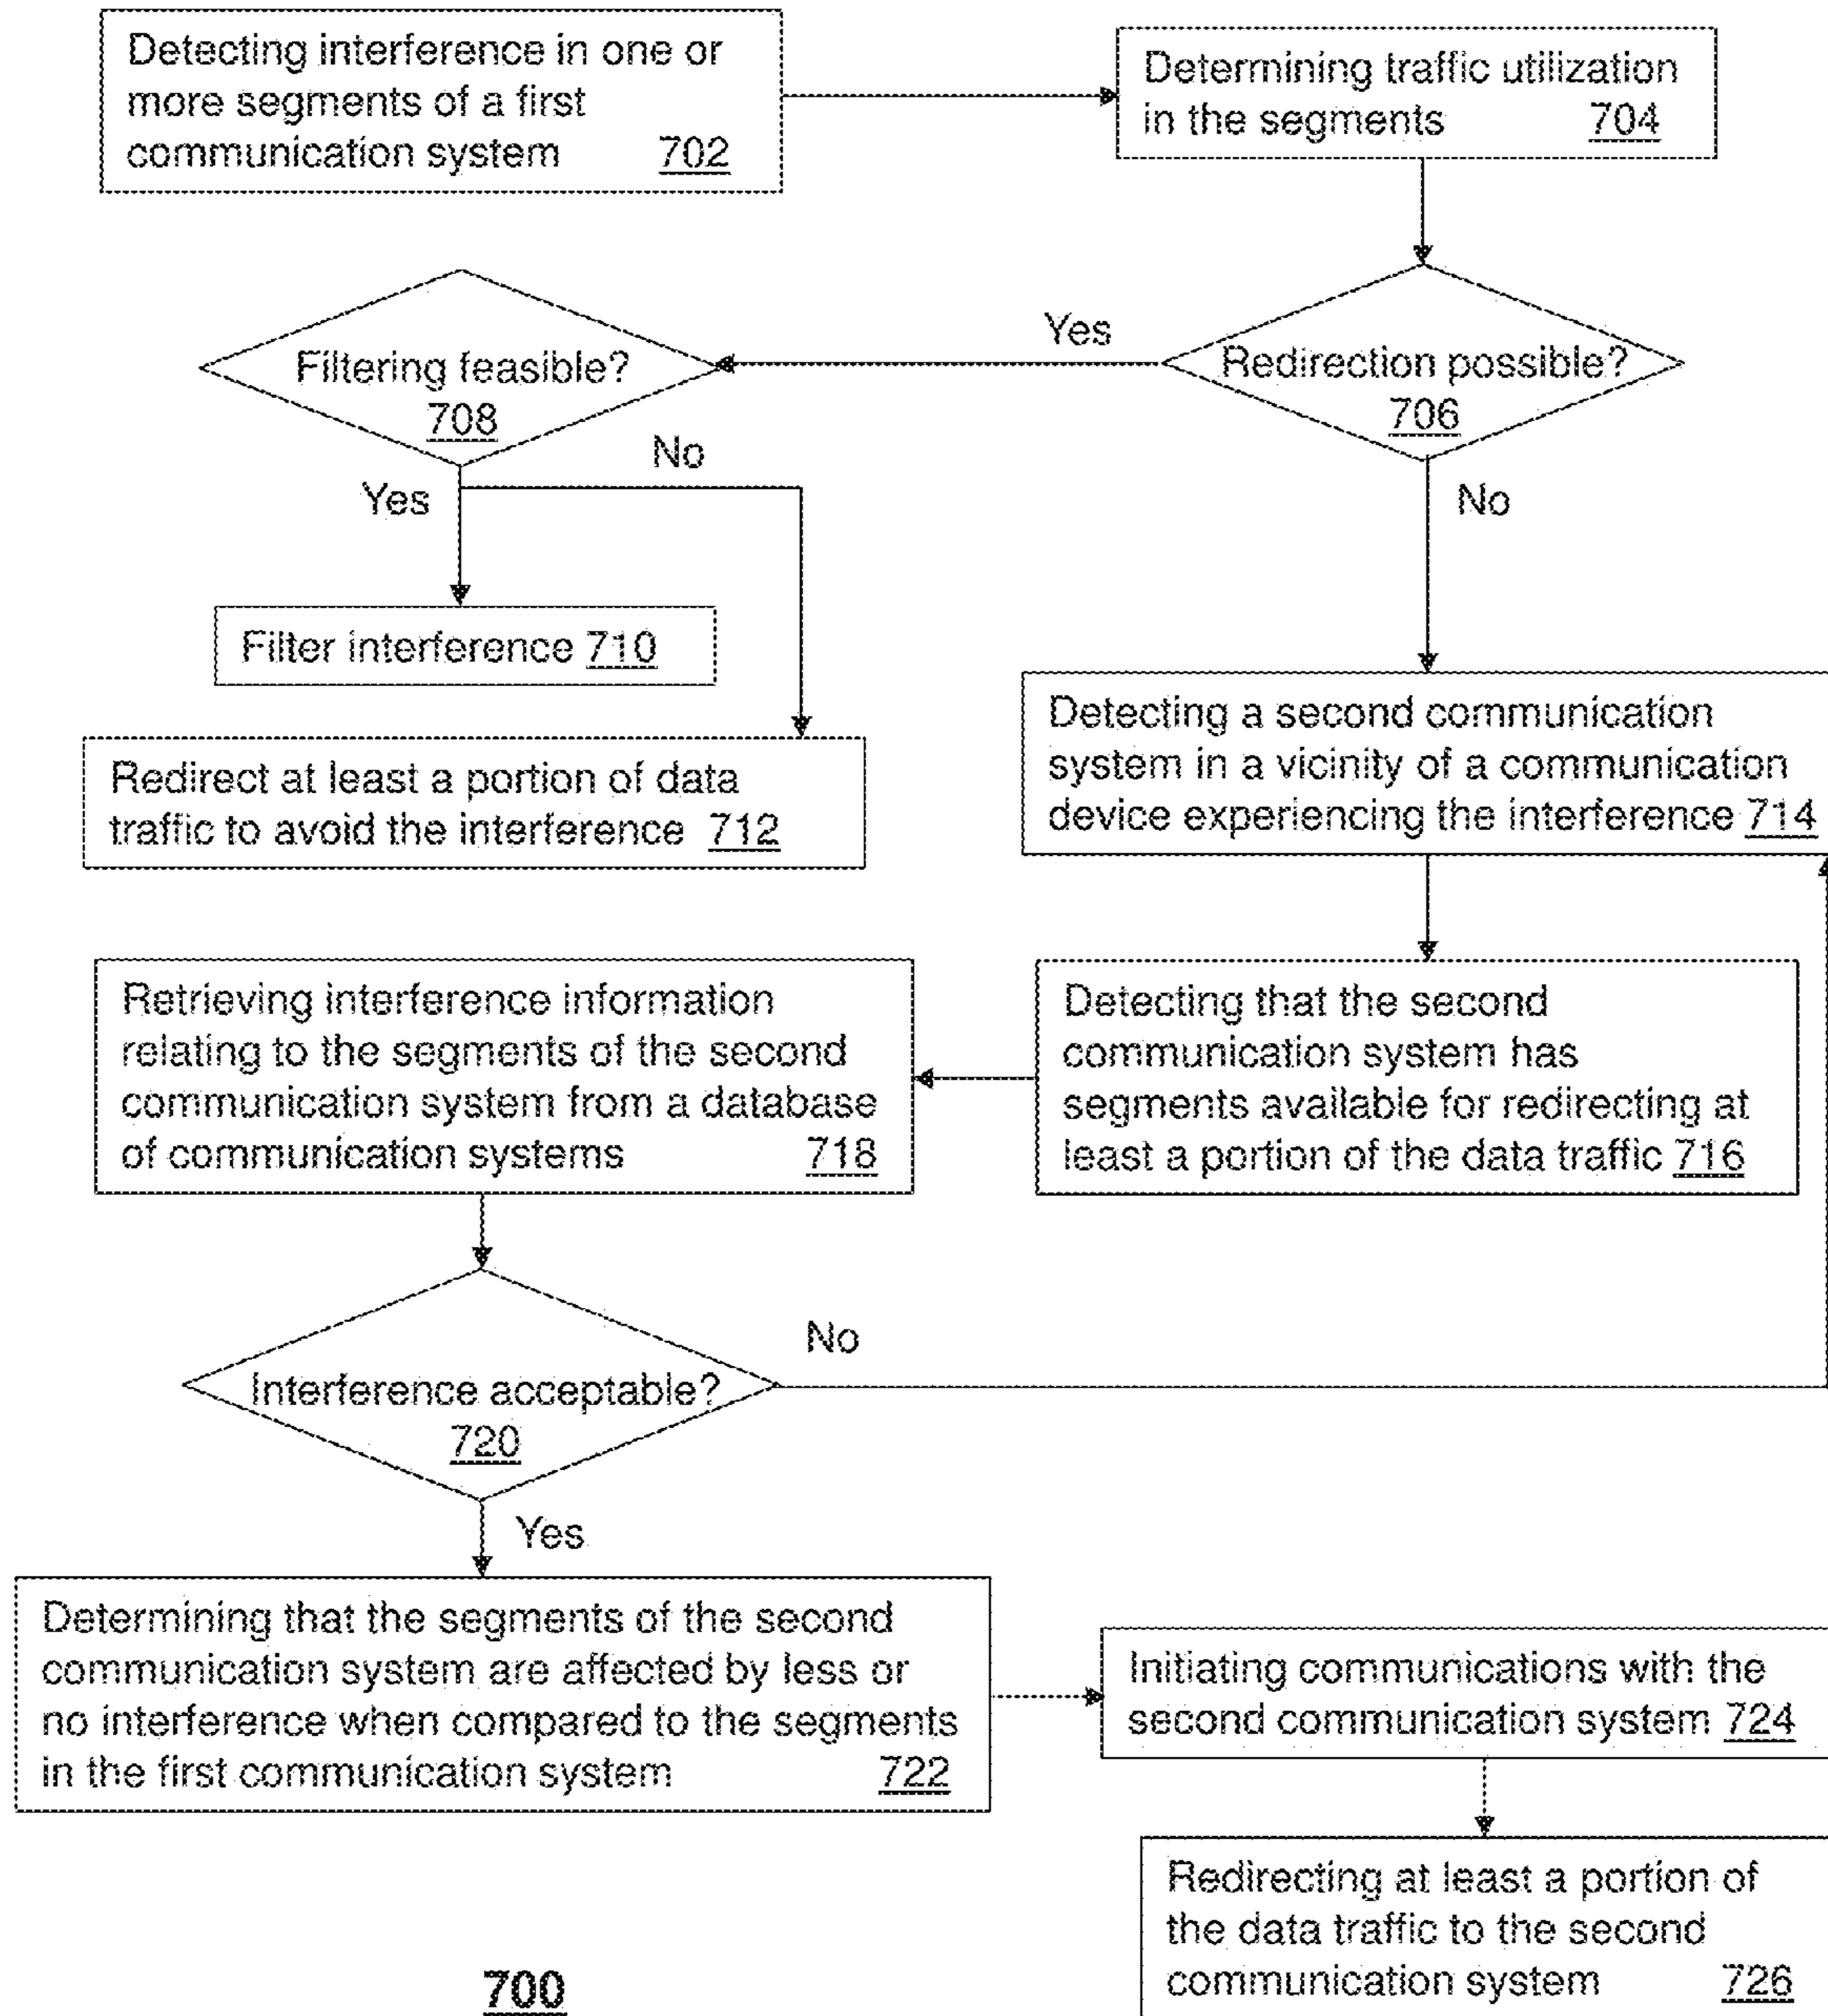 Detecting interference in one or
more segments of a first
communication system 702
Determining traffic utilization
in the segments 704
Redirection possible?
706
Yes
No
Filtering feasible?
708
Yes
No
Filter interference 710
Redirect at least a portion of data
traffic to avoid the interference 712
Detecting a second communication
system in a vicinity of a communication
device experiencing the interference 714
Detecting that the second
communication system has
segments available for redirecting at
least a portion of the data traffic 716
Retrieving interference information
relating to the segments of the second
communication system from a database
of communication systems 718
Interference acceptable?
720
No
Yes
Determining that the segments of the second
communication system are affected by less or
no interference when compared to the segments
in the first communication system 722
Initiating communications with the
second communication system 724
Redirecting at least a portion of
the data traffic to the second
communication system 726
700